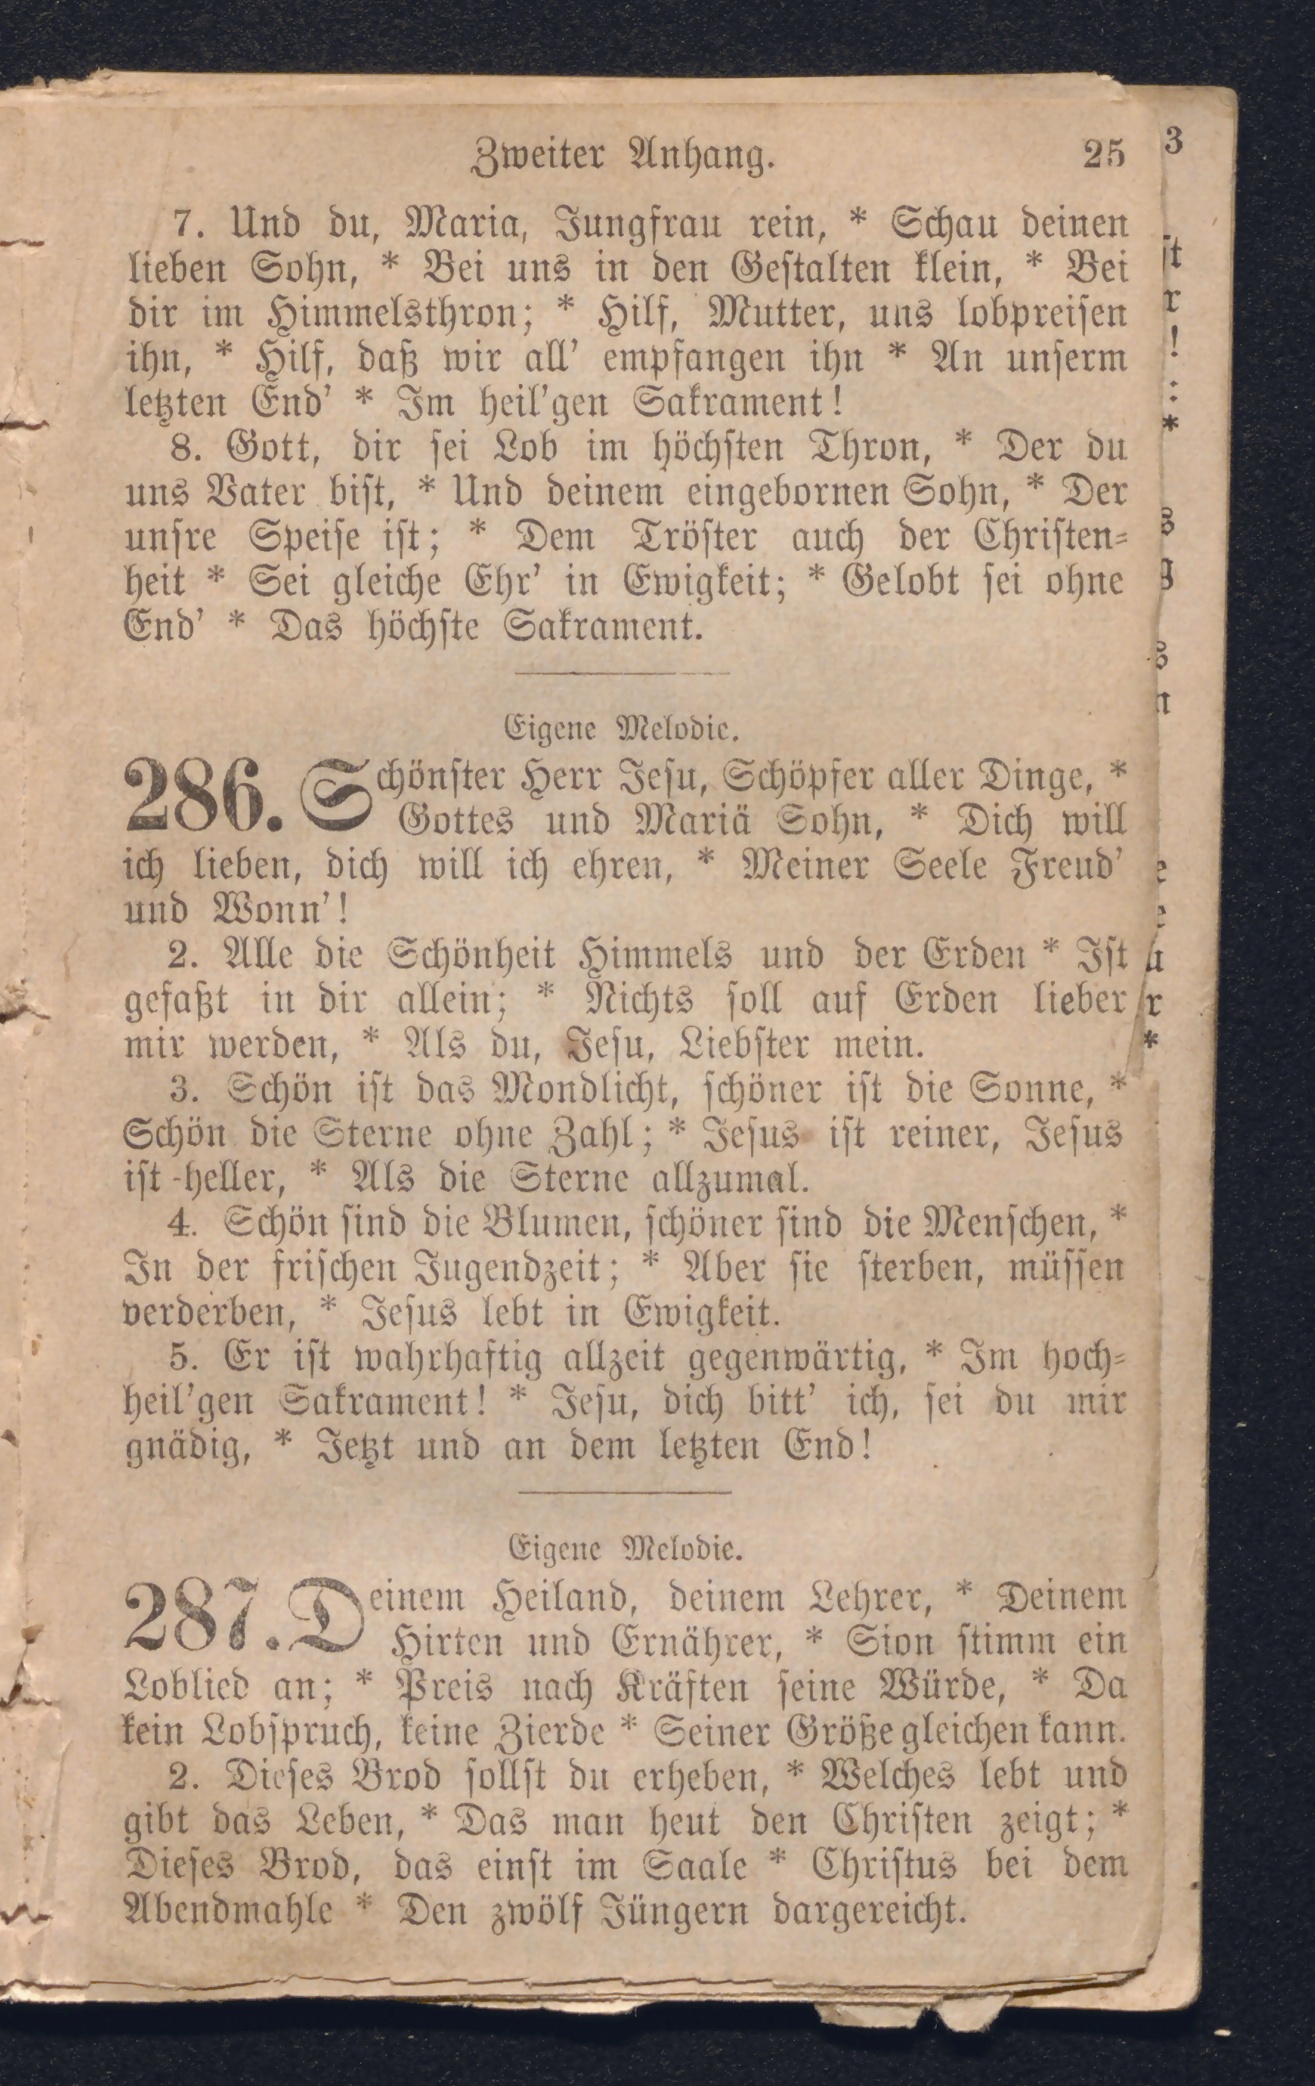 Zweiter Anhang. 25
7. Und du, Maria, Jungfrau rein, * Schau deinen
lieben Sohn, * Bei uns in den Gestalten klein, * Bei
dir im Himmelsthron; * Hilf, Mutter, uns lobpreisen
ihn, * Hilf, daß wir all' empfangen ihn * An unserm
letzten End' * Im heil'gen Sakrament!
8. Gott, dir sei Lob im höchsten Thron, * Der du
uns Vater bist, * Und deinem eingebornen Sohn, * Der
unsre Speise ist; * Dem Tröster auch der Christen-
heit * Sei gleiche Ehr' in Ewigkeit; * Gelobt sei ohne
End' * Das höchste Sakrament.
Eigene Melodie.
286. Schönster Herr Jesu, Schöpfer aller Dinge, *
Gottes und Mariä Sohn, * Dich will
ich lieben, dich will ich ehren, * Meiner Seele Freud'
und Wonn'!
2. Alle die Schönheit Himmels und der Erden * Ist
gefaßt in dir allein; * Nichts soll auf Erden lieber
mir werden, * Als du, Jesu, Liebster mein.
3. Schön ist das Mondlicht, schöner ist die Sonne, *
Schön die Sterne ohne Zahl; * Jesus ist reiner, Jesus
ist heller, * Als die Sterne allzumal.
4. Schön sind die Blumen, schöner sind die Menschen, *
In der frischen Jugendzeit; * Aber sie sterben, müssen
verderben, * Jesus lebt in Ewigkeit.
5. Er ist wahrhaftig allzeit gegenwärtig, * Im hoch-
heil'gen Sakrament! * Jesu, dich bitt' ich, sei du mir
gnädig, * Jetzt und an dem letzten End!
Eigene Melodie.
287. Deinem Heiland, deinem Lehrer, * Deinem
Hirten und Ernährer, * Sion stimm ein
Loblied an; * Preis nach Kräften seine Würde, * Da
kein Lobspruch, keine Zierde * Seiner Größe gleichen kann.
2. Dieses Brod sollst du erheben, * Welches lebt und
gibt das Leben, * Das man heut den Christen zeigt; *
Dieses Brod, das einst im Saale * Christus bei dem
Abendmahle * Den zwölf Jüngern dargereicht.